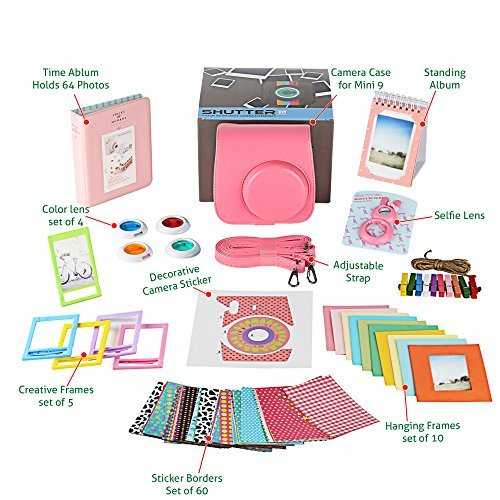 Time Ablum
Holds 64 Photos
Camera Case
for Mini 9
Standing
Album
SHUTTER
Color lens
set of 4
Selfie Lens
Decorative
Camera Sticker
Adjustable
Strap
Creative Frames
set of 5
Hanging Frames
set of 10
Sticker Borders
Set of 60